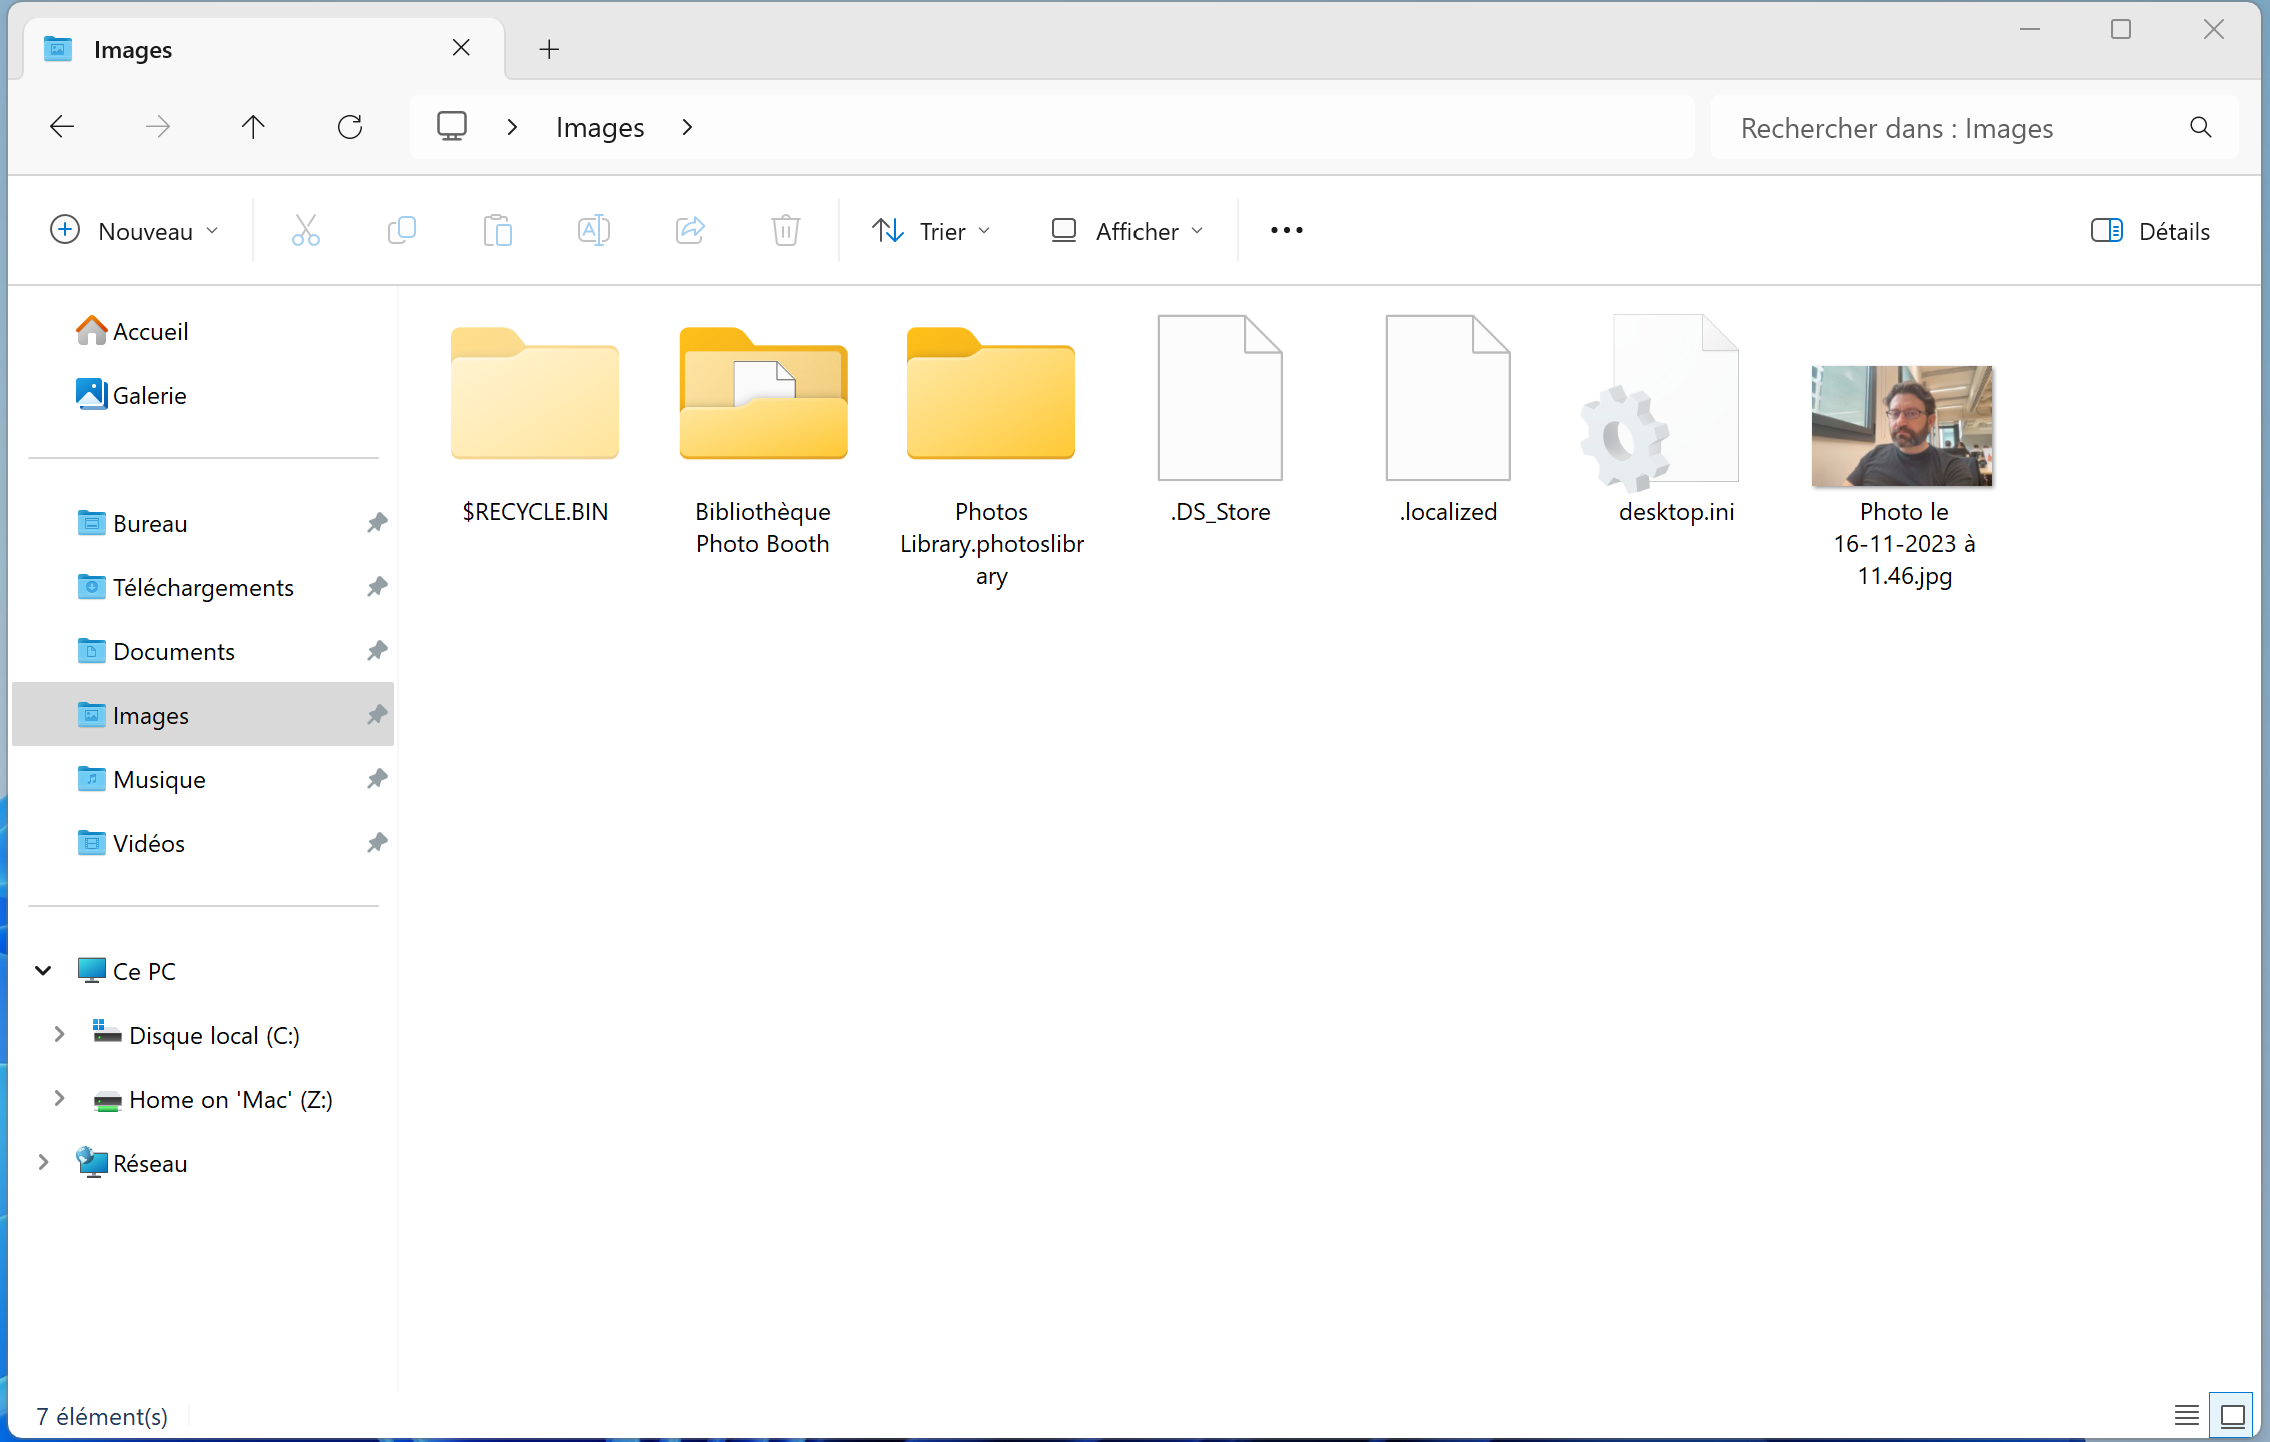 Images
Images
Rechercher dans : Images
Nouveau
Trier
Afficher
Détails
Accueil
Galerie
Bureau
Téléchargements
Documents
Images
Musique
Vidéos
Ce PC
Disque local (C:)
Home on 'Mac' (Z:)
Réseau
$RECYCLE.BIN
Bibliothèque
Photo Booth
Photos
Library.photoslibr
ary
.DS_Store
.localized
desktop.ini
Photo le
16-11-2023 à
11.46.jpg
7 élément(s)